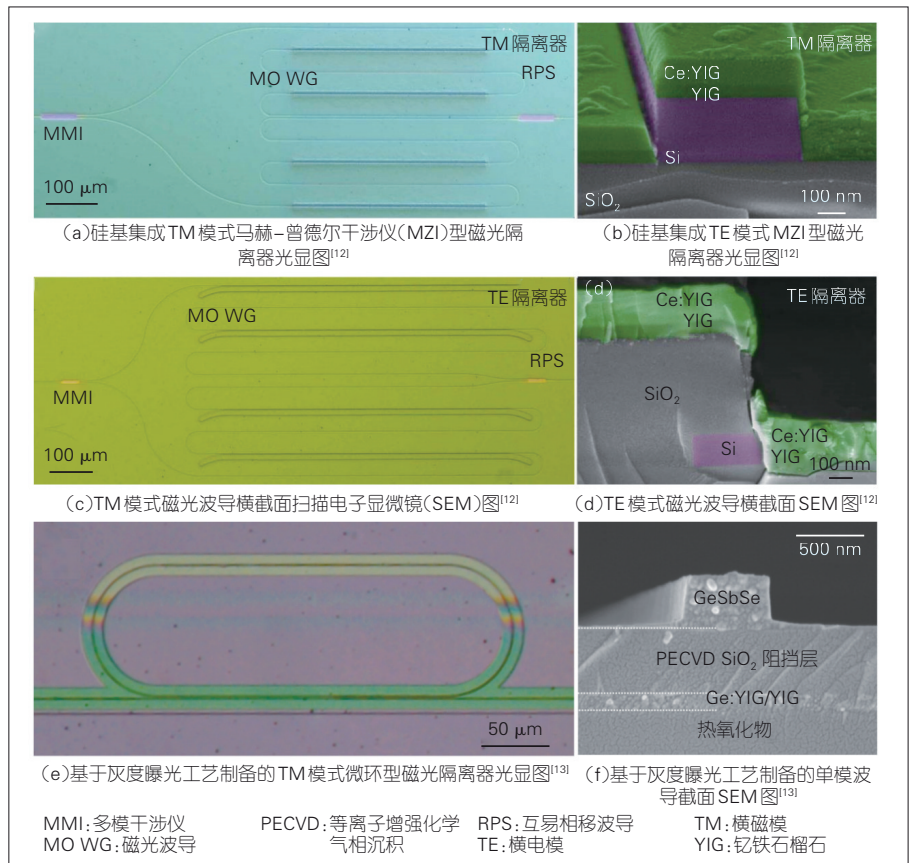 TM隔离器
MO WG
RPS
MMI
100 μm
TM隔离器
Ce:YIG
YIG
Si
SiO₂
100 nm
(a)硅基集成TM模式马赫-曾德尔干涉仪(MZI)型磁光隔
离器光显图[12]
(b)硅基集成TE模式MZI型磁光
隔离器光显图[12]
TE隔离器
MO WG
RPS
MMI
100 μm
(d)
Ce:YIG
YIG
TE隔离器
SiO₂
Si
Ce:YIG
YIG
100 nm
(c)TM模式磁光波导横截面扫描电子显微镜(SEM)图[12]
(d)TE模式磁光波导横截面SEM图[12]
50 μm
500 nm
GeSbSe
PECVD SiO₂ 阻挡层
Ge:YIG/YIG
热氧化物
(e)基于灰度曝光工艺制备的TM模式微环型磁光隔离器光显图[13]
(f)基于灰度曝光工艺制备的单模波
导截面SEM图[13]
MMI:多模干涉仪
MO WG:磁光波导
PECVD:等离子增强化学
气相沉积
RPS:互易相移波导
TE:横电模
TM:横磁模
YIG:钇铁石榴石